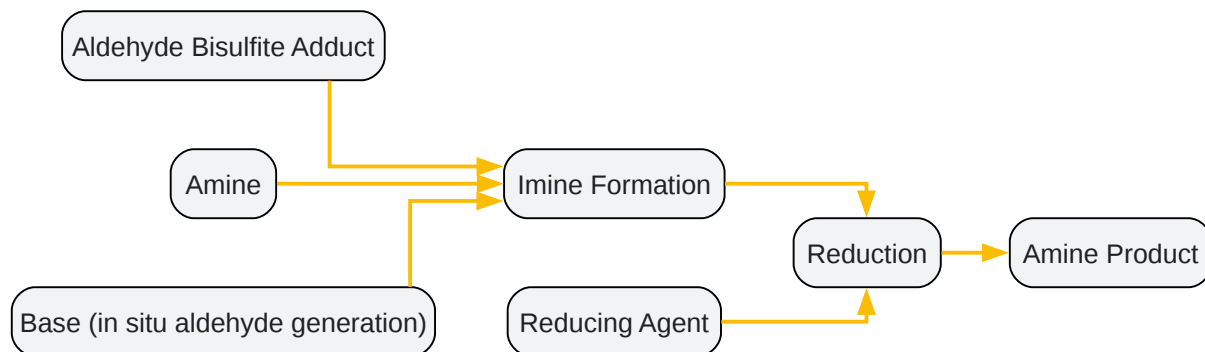 Aldehyde Bisulfite Adduct
Amine
Imine Formation
Reduction
Amine Product
Base (in situ aldehyde generation)
Reducing Agent